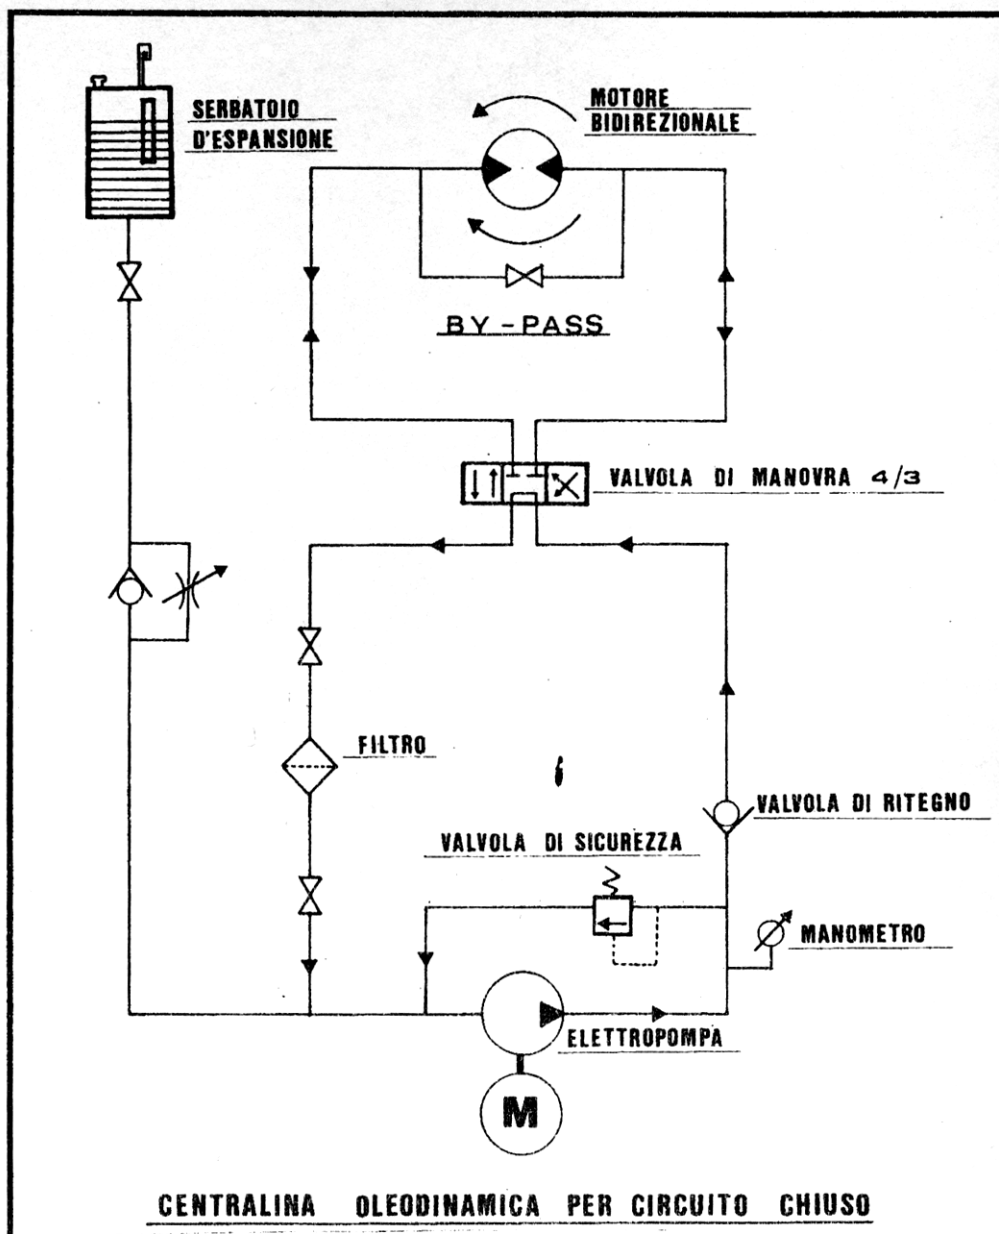 SERBATOIO
D'ESPANSIONE
MOTORE
BIDIREZIONALE
BY-PASS
VALVOLA DI MANOVRA 4/3
FILTRO
VALVOLA DI RITEGNO
VALVOLA DI SICUREZZA
MANOMETRO
ELETTROPOMPA
M
CENTRALINA OLEODINAMICA PER CIRCUITO CHIUSO